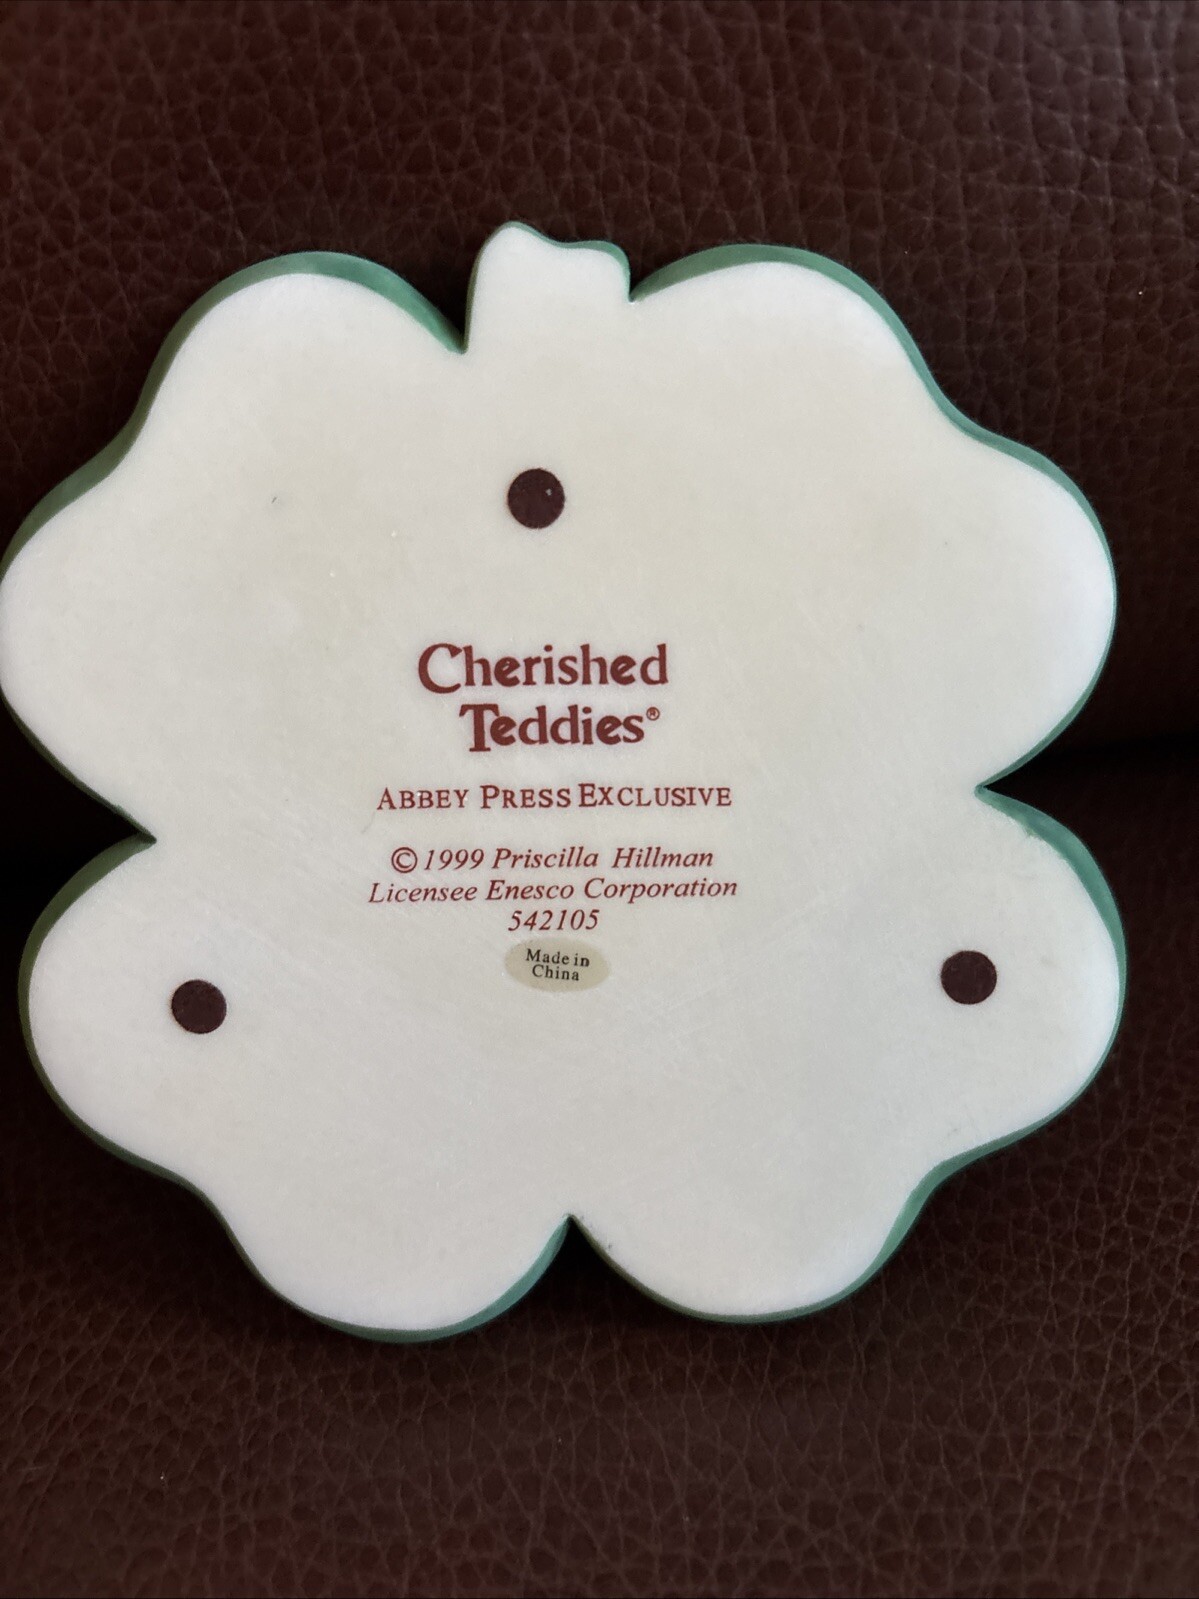 Cherished
Teddies®
ABBEY PRESS EXCLUSIVE
© 1999 Priscilla Hillman
Licensee Enesco Corporation
542105
Made in
China